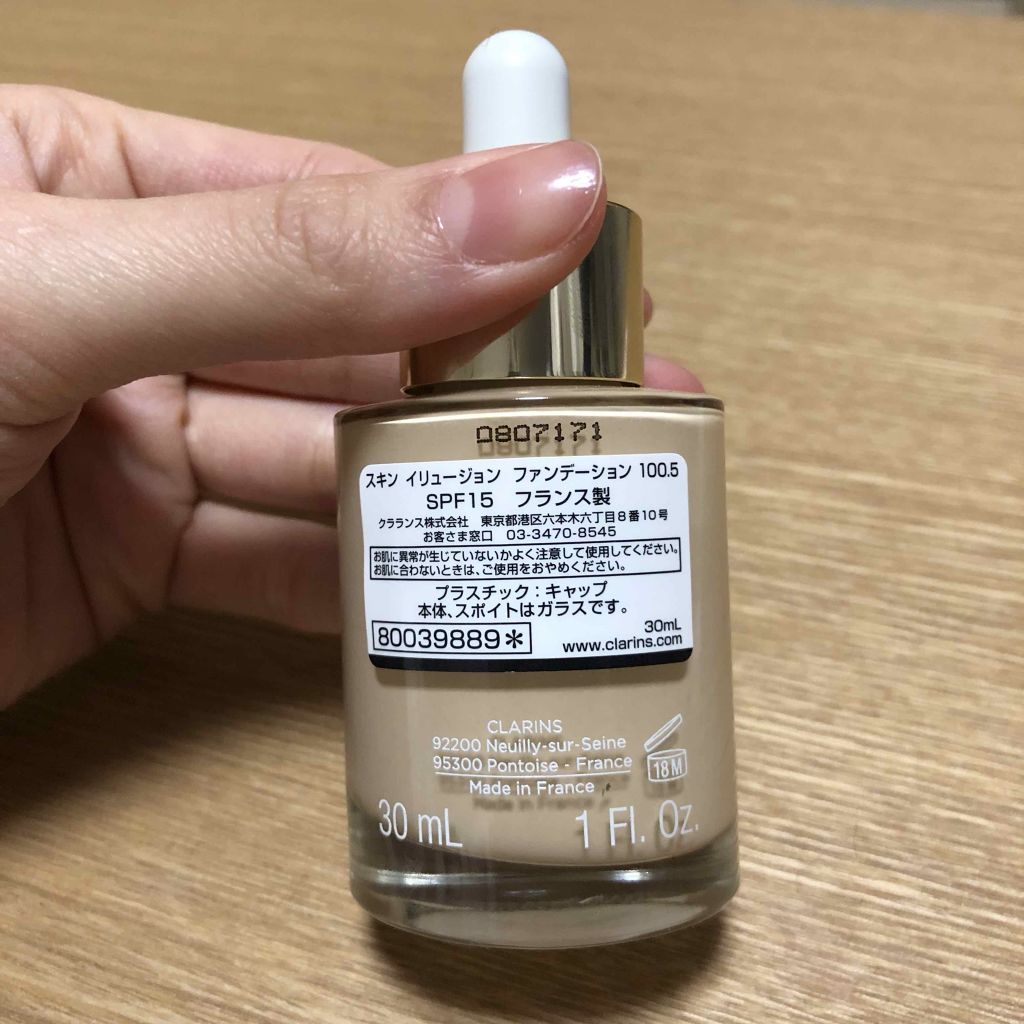 0807171
スキン イリュージョン ファンデーション 100.5
SPF15 フランス製
クラランス株式会社 東京都港区六本木六丁目8番10号
お客さま窓口 03-3470-8545
お肌に異常が生じていないかよく注意して使用してください。
お肌に合わないときは、ご使用をおやめください。
プラスチック：キャップ
本体、スポイトはガラスです。
80039889＊
30mL
www.clarins.com
CLARINS
92200 Neuilly-sur-Seine
95300 Pontoise - France
Made in France
18M
30 mL 1 Fl. Oz.